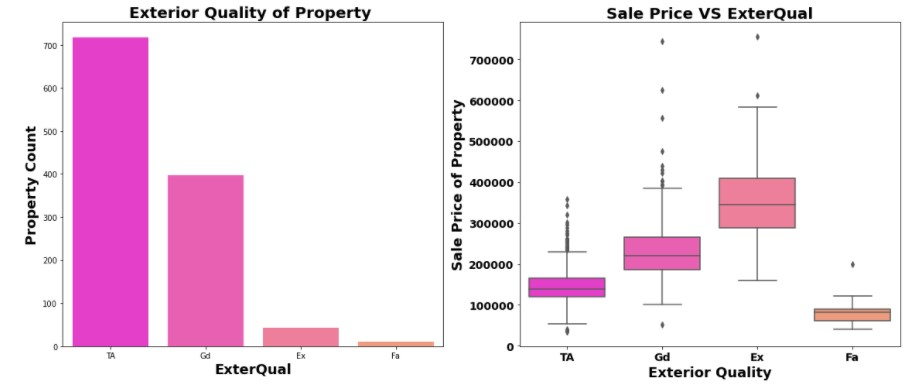 Exterior Quality of Property
Property Count
700
600
500
400
300
200
100
0
TA Gd Ex Fa
ExterQual
Sale Price VS ExterQual
Sale Price of Property
700000
600000
500000
400000
300000
200000
100000
0
TA Gd Ex Fa
Exterior Quality